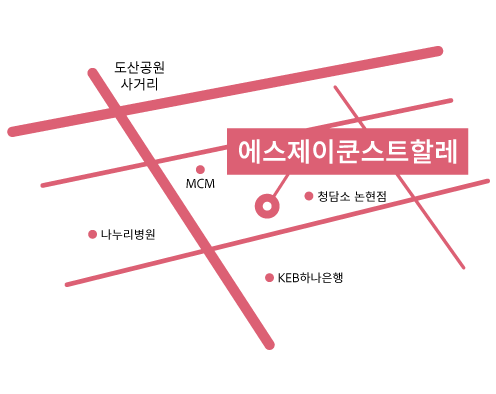 도산공원
사거리
에스제이쿤스트할레
MCM
청담소 논현점
나누리병원
KEB하나은행